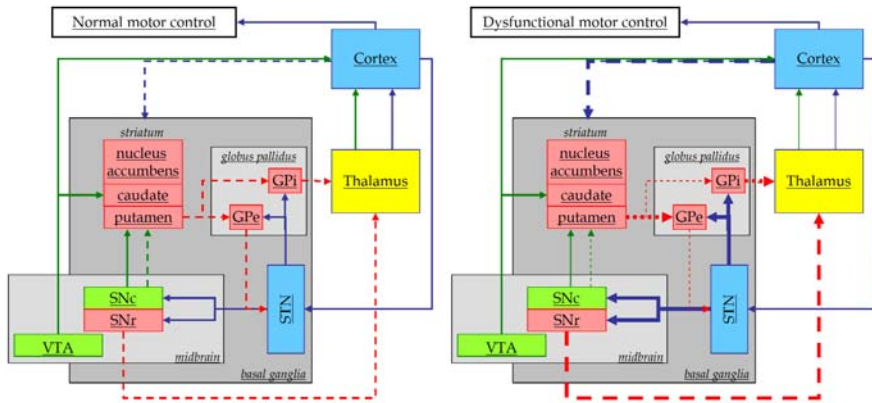 Normal motor control
Cortex
striatum
nucleus
accumbens
caudate
putamen
globus pallidus
GPi
GPe
Thalamus
SNc
SNr
VTA
STN
midbrain
basal ganglia
Dysfunctional motor control
Cortex
striatum
nucleus
accumbens
caudate
putamen
globus pallidus
GPi
GPe
Thalamus
SNc
SNr
VTA
STN
midbrain
basal ganglia